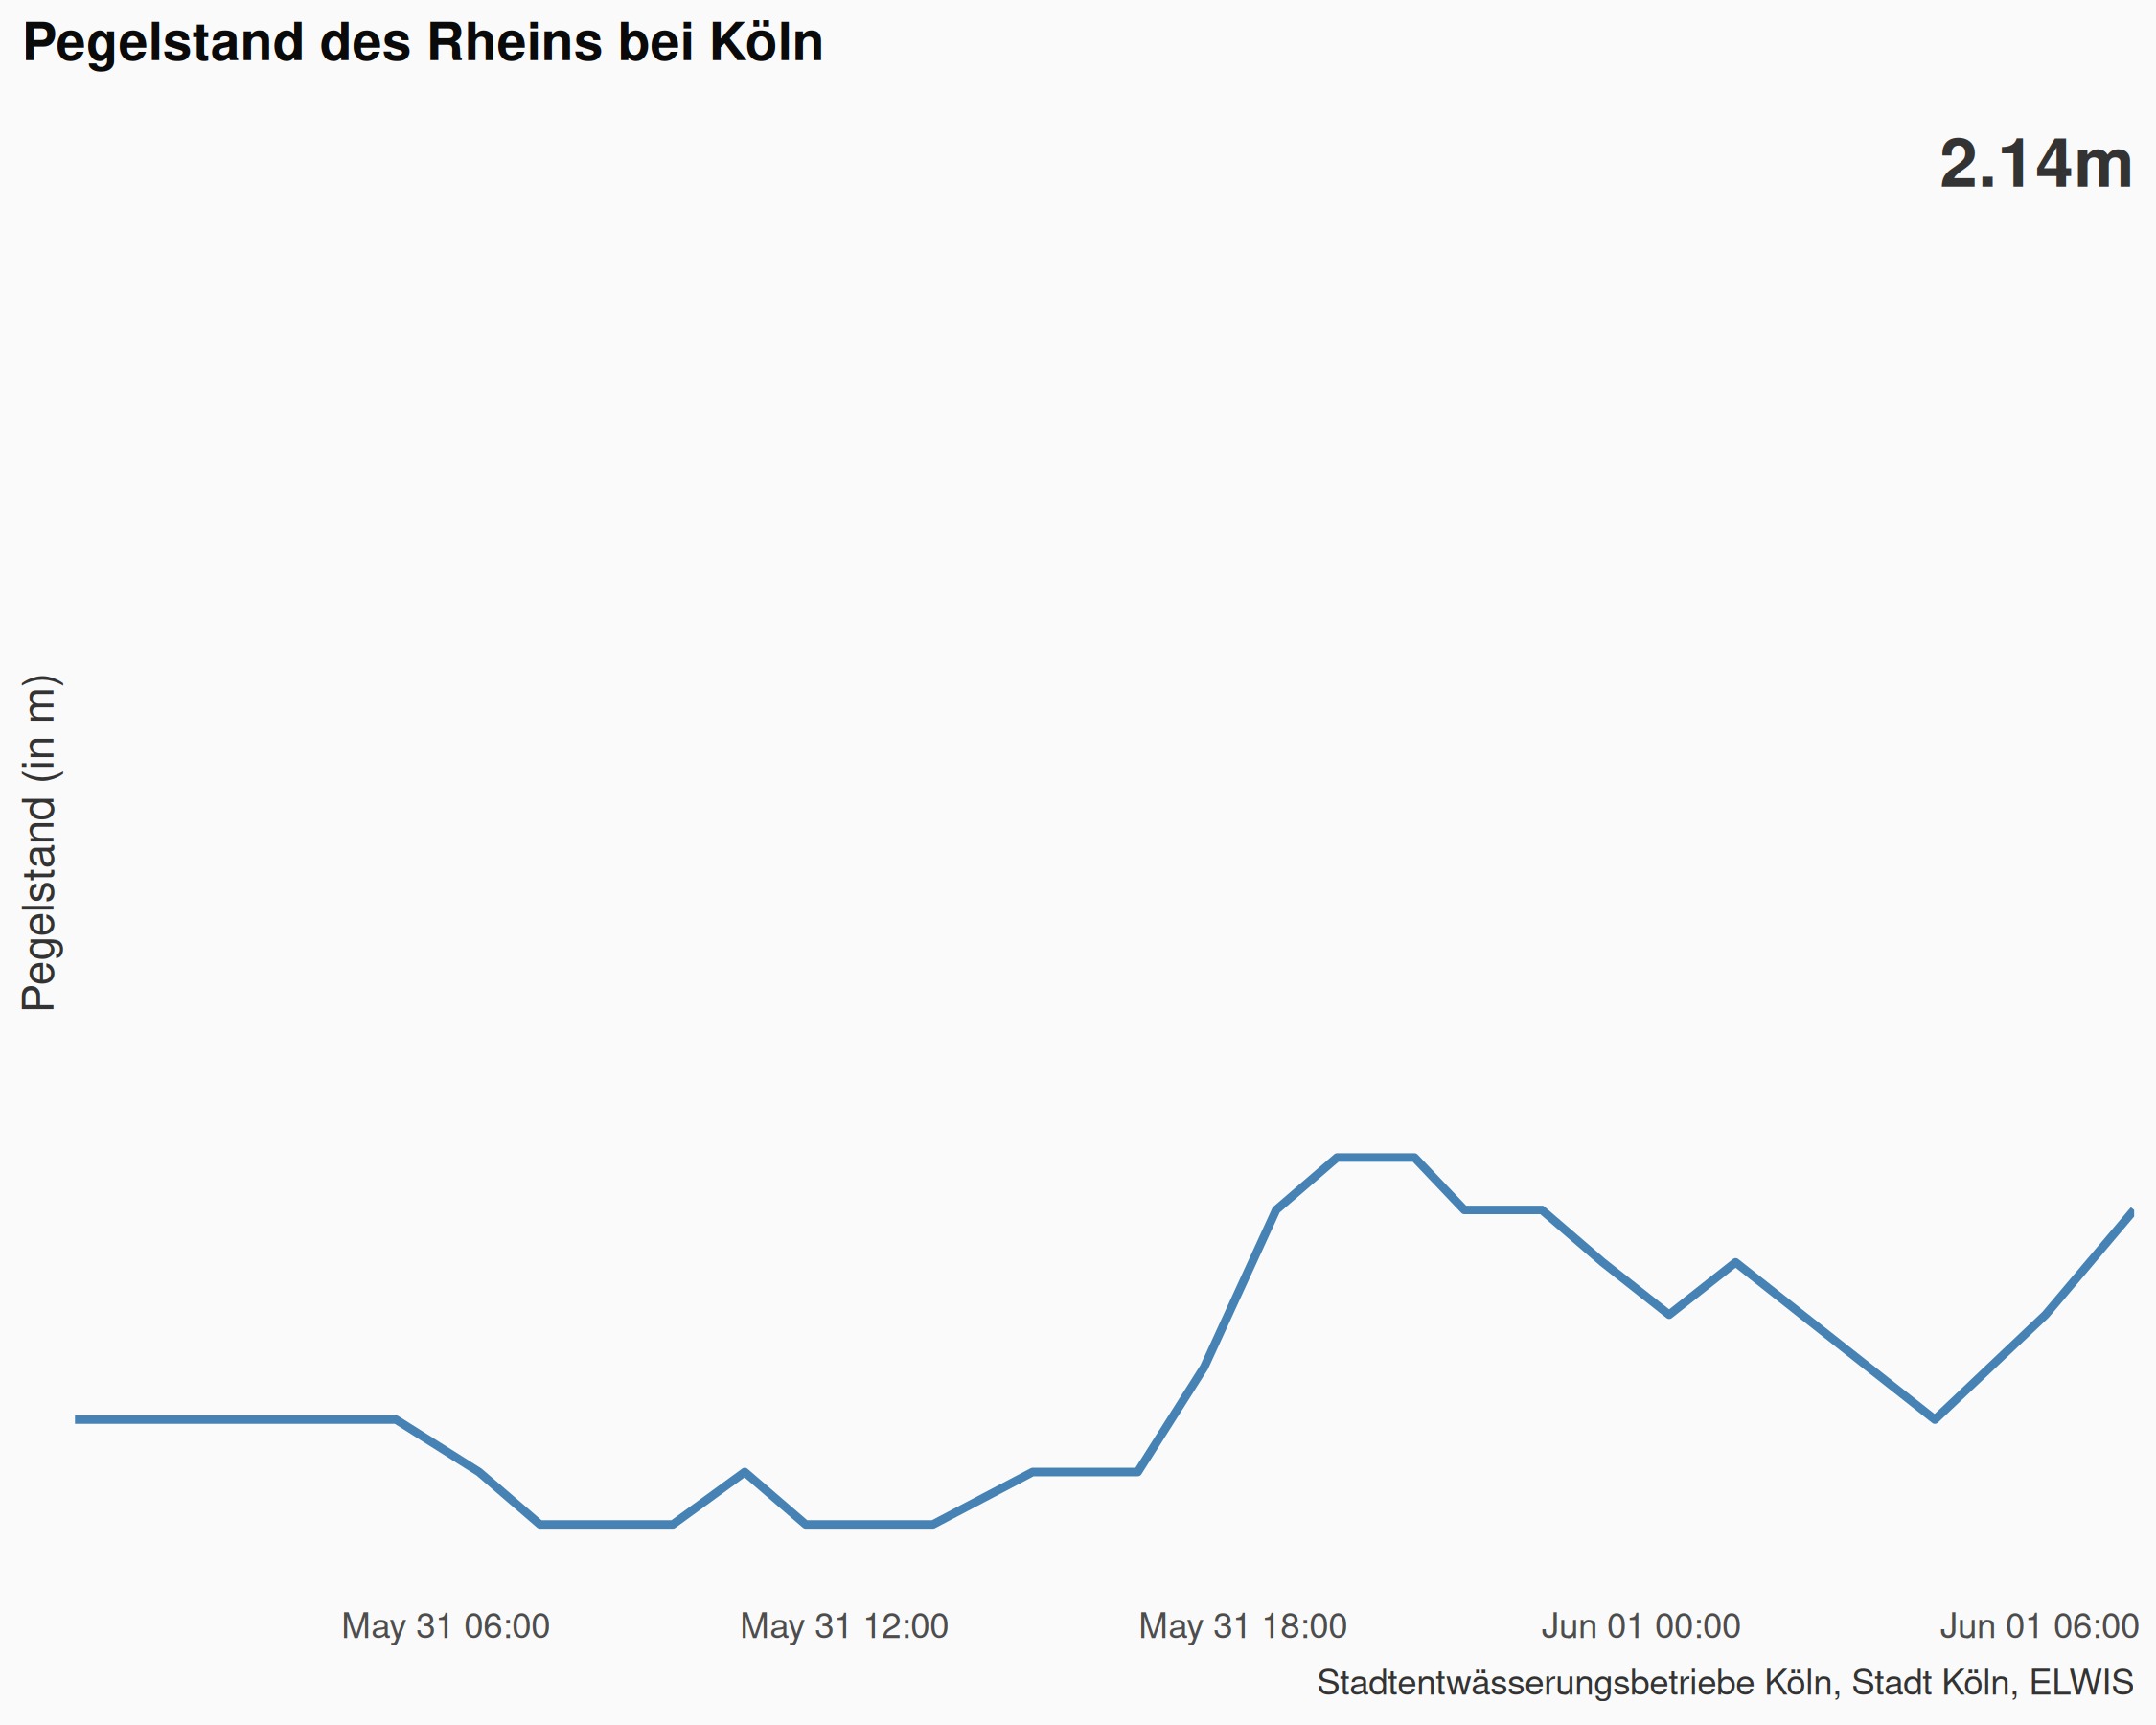 Pegelstand des Rheins bei Köln
2.14m
Pegelstand (in m)
May 31 06:00
May 31 12:00
May 31 18:00
Jun 01 00:00
Jun 01 06:00
Stadtentwässerungsbetriebe Köln, Stadt Köln, ELWIS